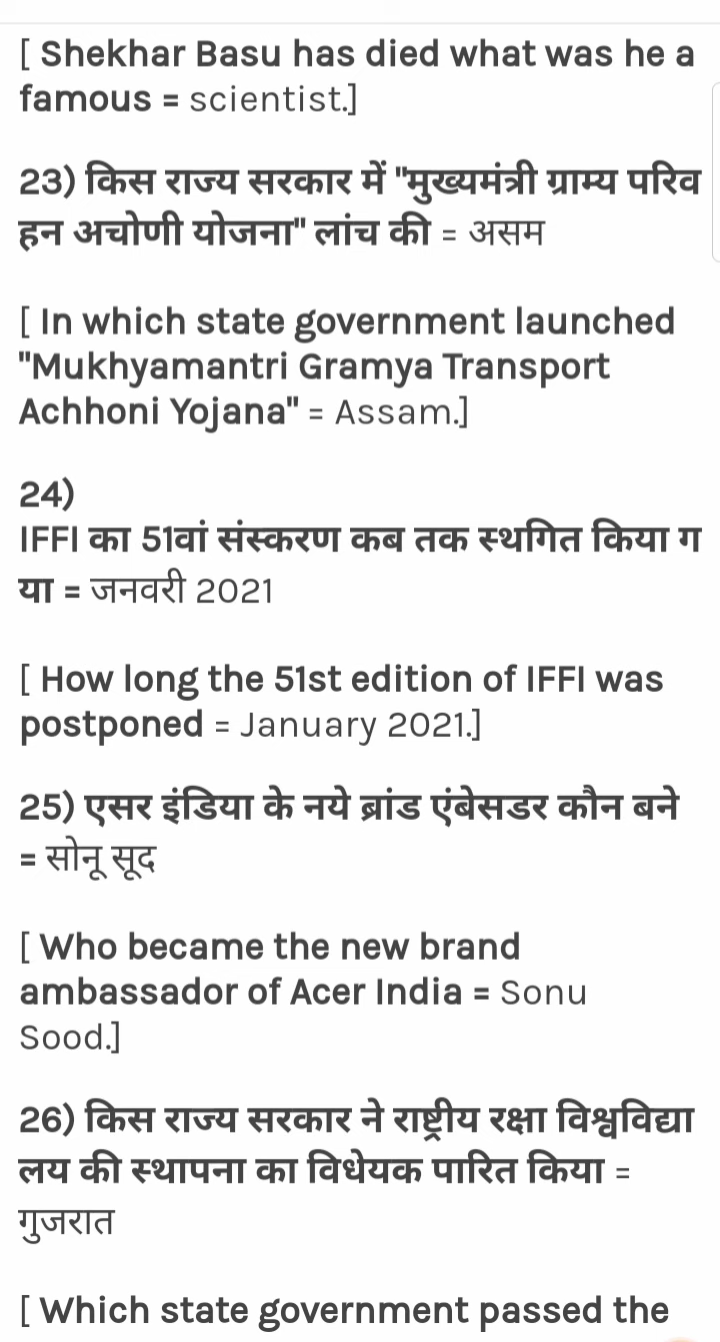 [ Shekhar Basu has died what was he a
famous = scientist.]
23) किस राज्य सरकार में "मुख्यमंत्री ग्राम्य परिव
हन अचोणी योजना" लांच की = असम
[ In which state government launched
"Mukhyamantri Gramya Transport
Achhoni Yojana" = Assam.]
24)
IFFI का 51वां संस्करण कब तक स्थगित किया ग
या = जनवरी 2021
[ How long the 51st edition of IFFI was
postponed = January 2021.]
25) एसर इंडिया के नये ब्रांड एंबेसडर कौन बने
= सोनू सूद
[ Who became the new brand
ambassador of Acer India = Sonu
Sood.]
26) किस राज्य सरकार ने राष्ट्रीय रक्षा विश्वविद्या
लय की स्थापना का विधेयक पारित किया =
गुजरात
[ Which state government passed the